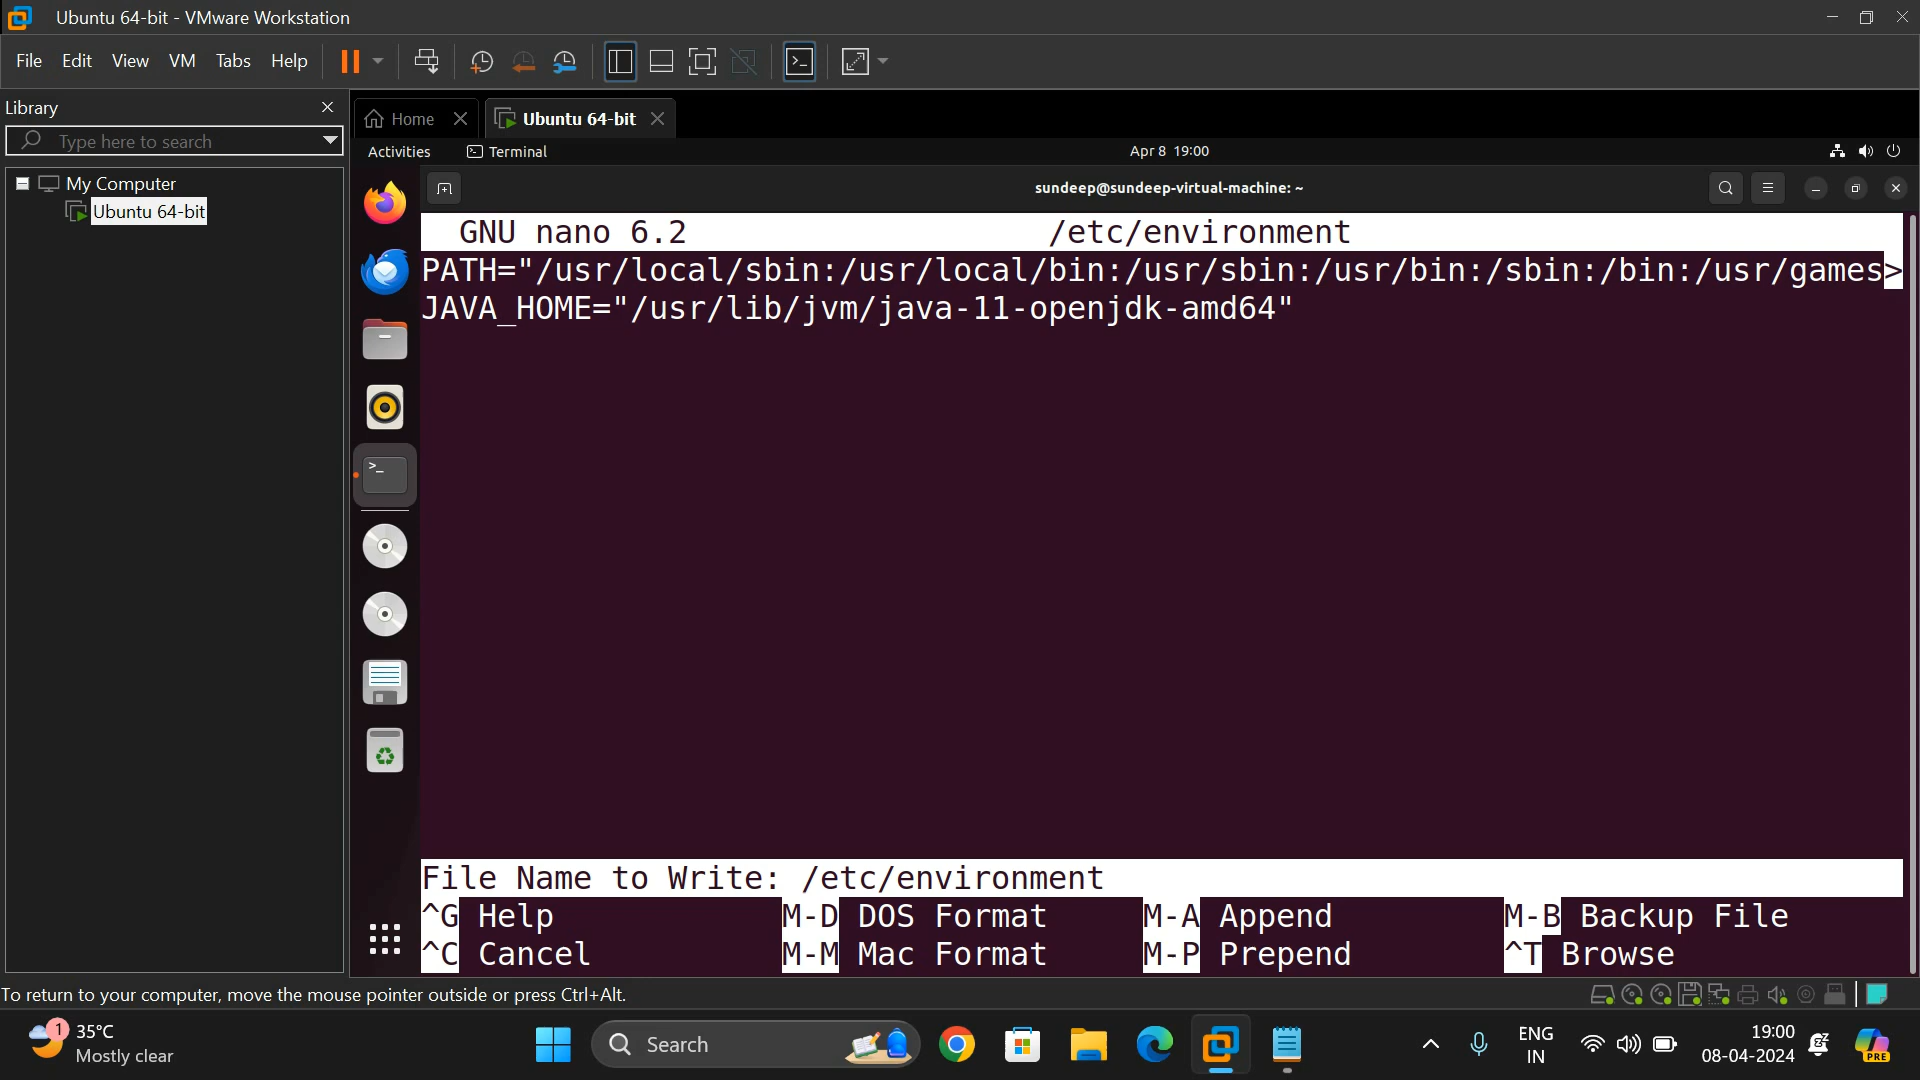 Ubuntu 64-bit - VMware Workstation
File Edit View VM Tabs Help
Library
Type here to search
My Computer
Ubuntu 64-bit
Home
Ubuntu 64-bit
Activities
Terminal
Apr 8 19:00
sundeep@sundeep-virtual-machine: ~
GNU nano 6.2 /etc/environment
PATH="/usr/local/sbin:/usr/local/bin:/usr/sbin:/usr/bin:/sbin:/bin:/usr/games>
JAVA_HOME="/usr/lib/jvm/java-11-openjdk-amd64"
File Name to Write: /etc/environment
^G Help M-D DOS Format M-A Append M-B Backup File
^C Cancel M-M Mac Format M-P Prepend ^T Browse
To return to your computer, move the mouse pointer outside or press Ctrl+Alt.
1
35°C
Mostly clear
Search
ENG
IN
19:00
08-04-2024
PRE